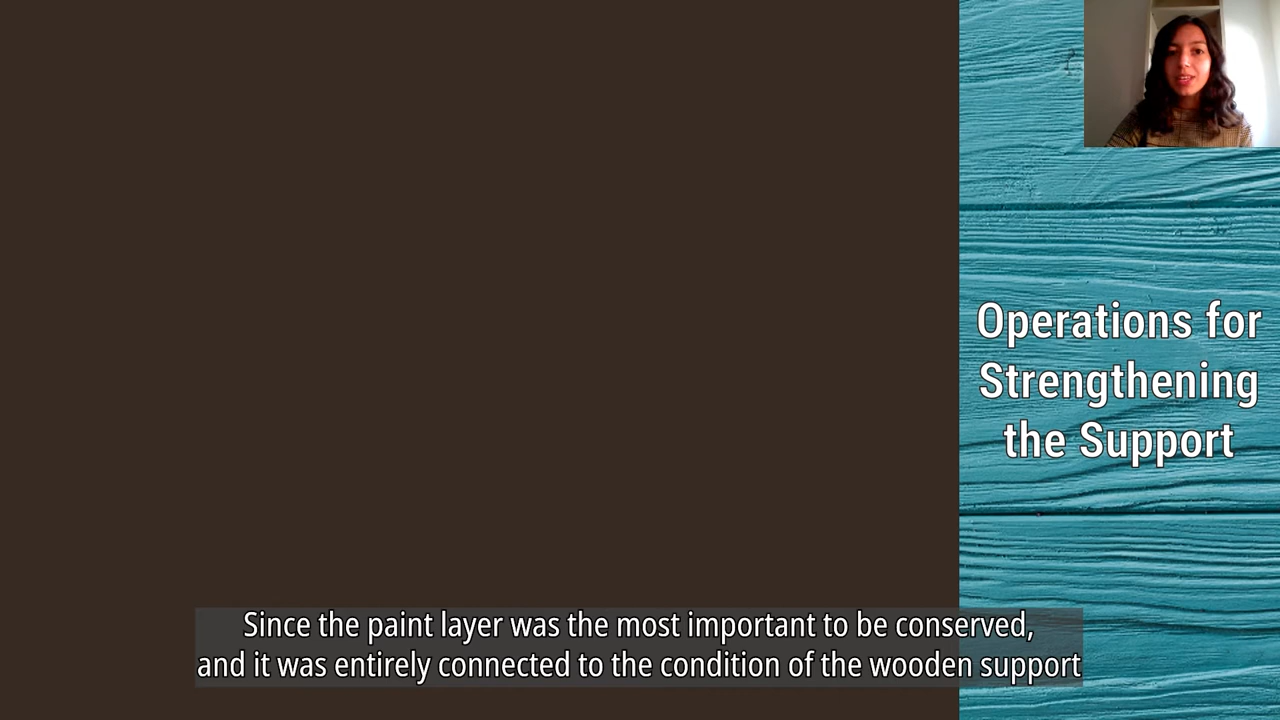 Operations for
Strengthening
the Support
Since the paint layer was the most important to be conserved,
and it was entirely connected to the condition of the wooden support